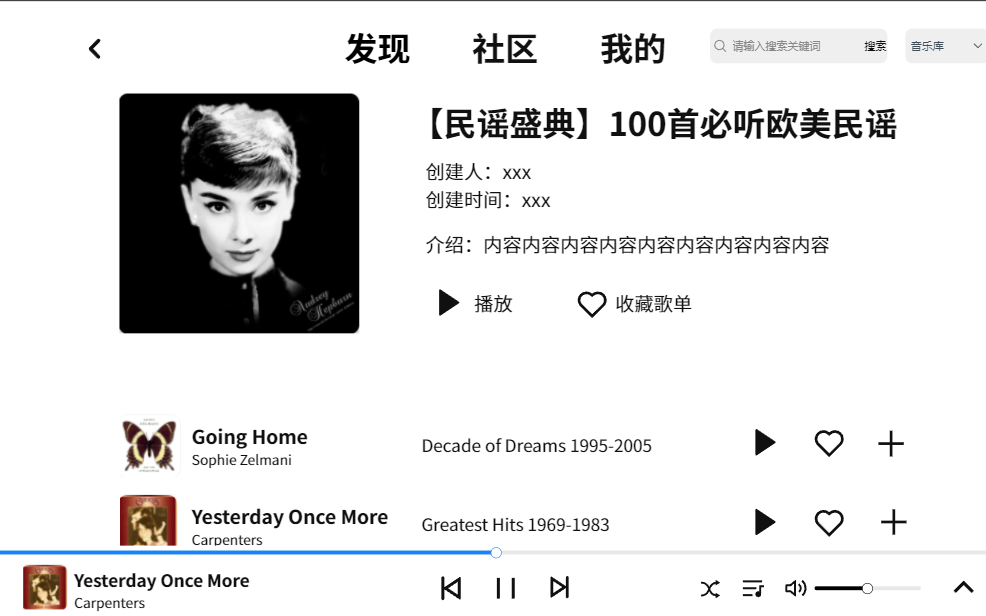 发现 社区 我的 请输入搜索关键词 搜索 音乐库
【民谣盛典】100首必听欧美民谣
创建人：xxx
创建时间：xxx
介绍：内容内容内容内容内容内容内容内容内容
播放 收藏歌单
Audrey
Hepburn
Going Home
Sophie Zelmani
Decade of Dreams 1995-2005
Yesterday Once More
Carpenters
Greatest Hits 1969-1983
Yesterday Once More
Carpenters